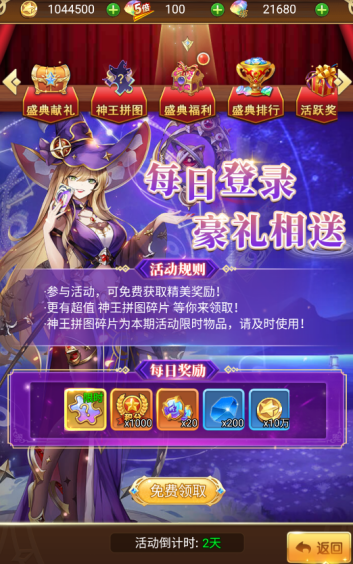 1044500
5倍
100
21680
盛典献礼
神王拼图
盛典福利
盛典排行
活跃奖
每日登录
豪礼相送
活动规则
·参与活动，可免费获取精美奖励！
·更有超值 神王拼图碎片 等你来领取！
·神王拼图碎片为本期活动限时物品，请及时使用！
每日奖励
积分
x1000
x20
x200
x10万
免费领取
活动倒计时: 2天
返回